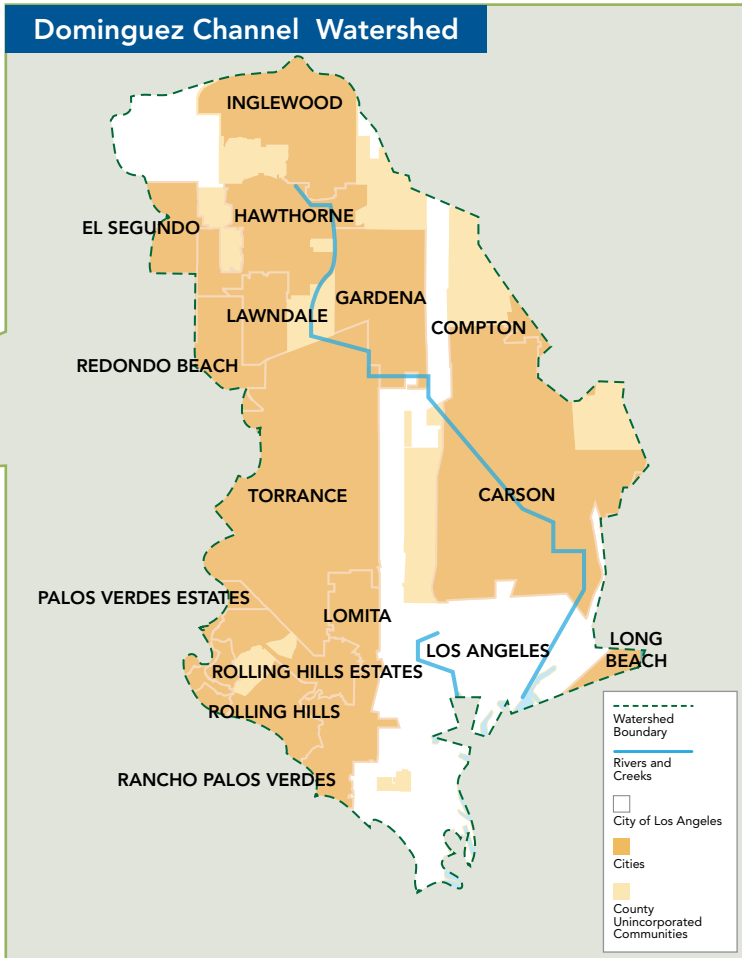 Dominguez Channel Watershed
INGLEWOOD
HAWTHORNE
EL SEGUNDO
GARDENA
LAWNDALE
COMPTON
REDONDO BEACH
TORRANCE
CARSON
PALOS VERDES ESTATES
LOMITA
LOS ANGELES
LONG
BEACH
ROLLING HILLS ESTATES
ROLLING HILLS
RANCHO PALOS VERDES
Watershed
Boundary
Rivers and
Creeks
City of Los Angeles
Cities
County
Unincorporated
Communities